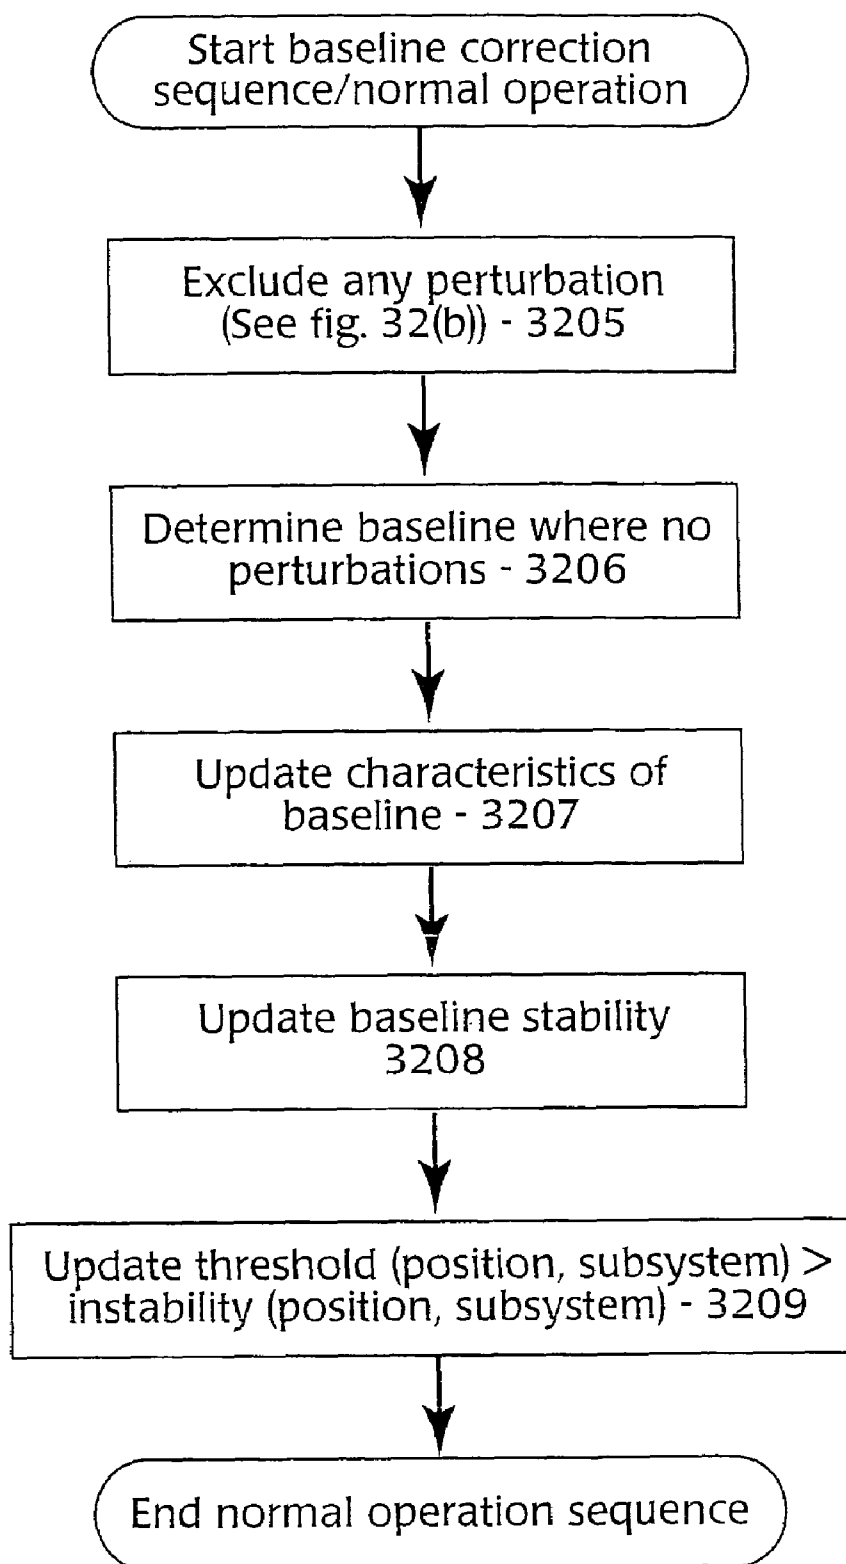 Start baseline correction
sequence/normal operation
Exclude any perturbation
(See fig. 32(b)) - 3205
Determine baseline where no
perturbations - 3206
Update characteristics of
baseline - 3207
Update baseline stability
3208
Update threshold (position, subsystem) >
instability (position, subsystem) - 3209
End normal operation sequence